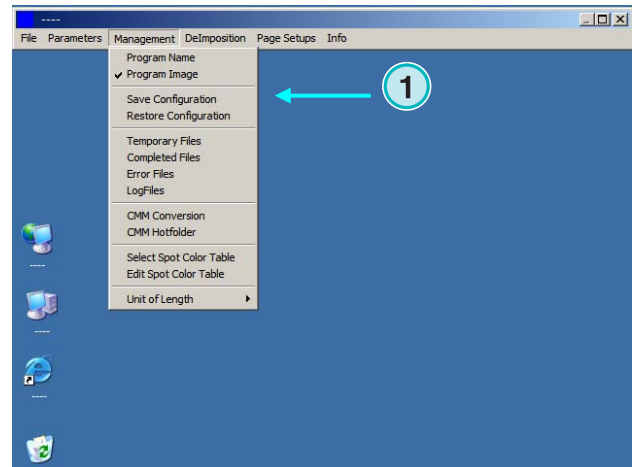 ----
File Parameters Management DeImposition Page Setups Info
Program Name
Program Image
Save Configuration
Restore Configuration
Temporary Files
Completed Files
Error Files
LogFiles
CMM Conversion
CMM Hotfolder
Select Spot Color Table
Edit Spot Color Table
Unit of Length
1
----
----
----